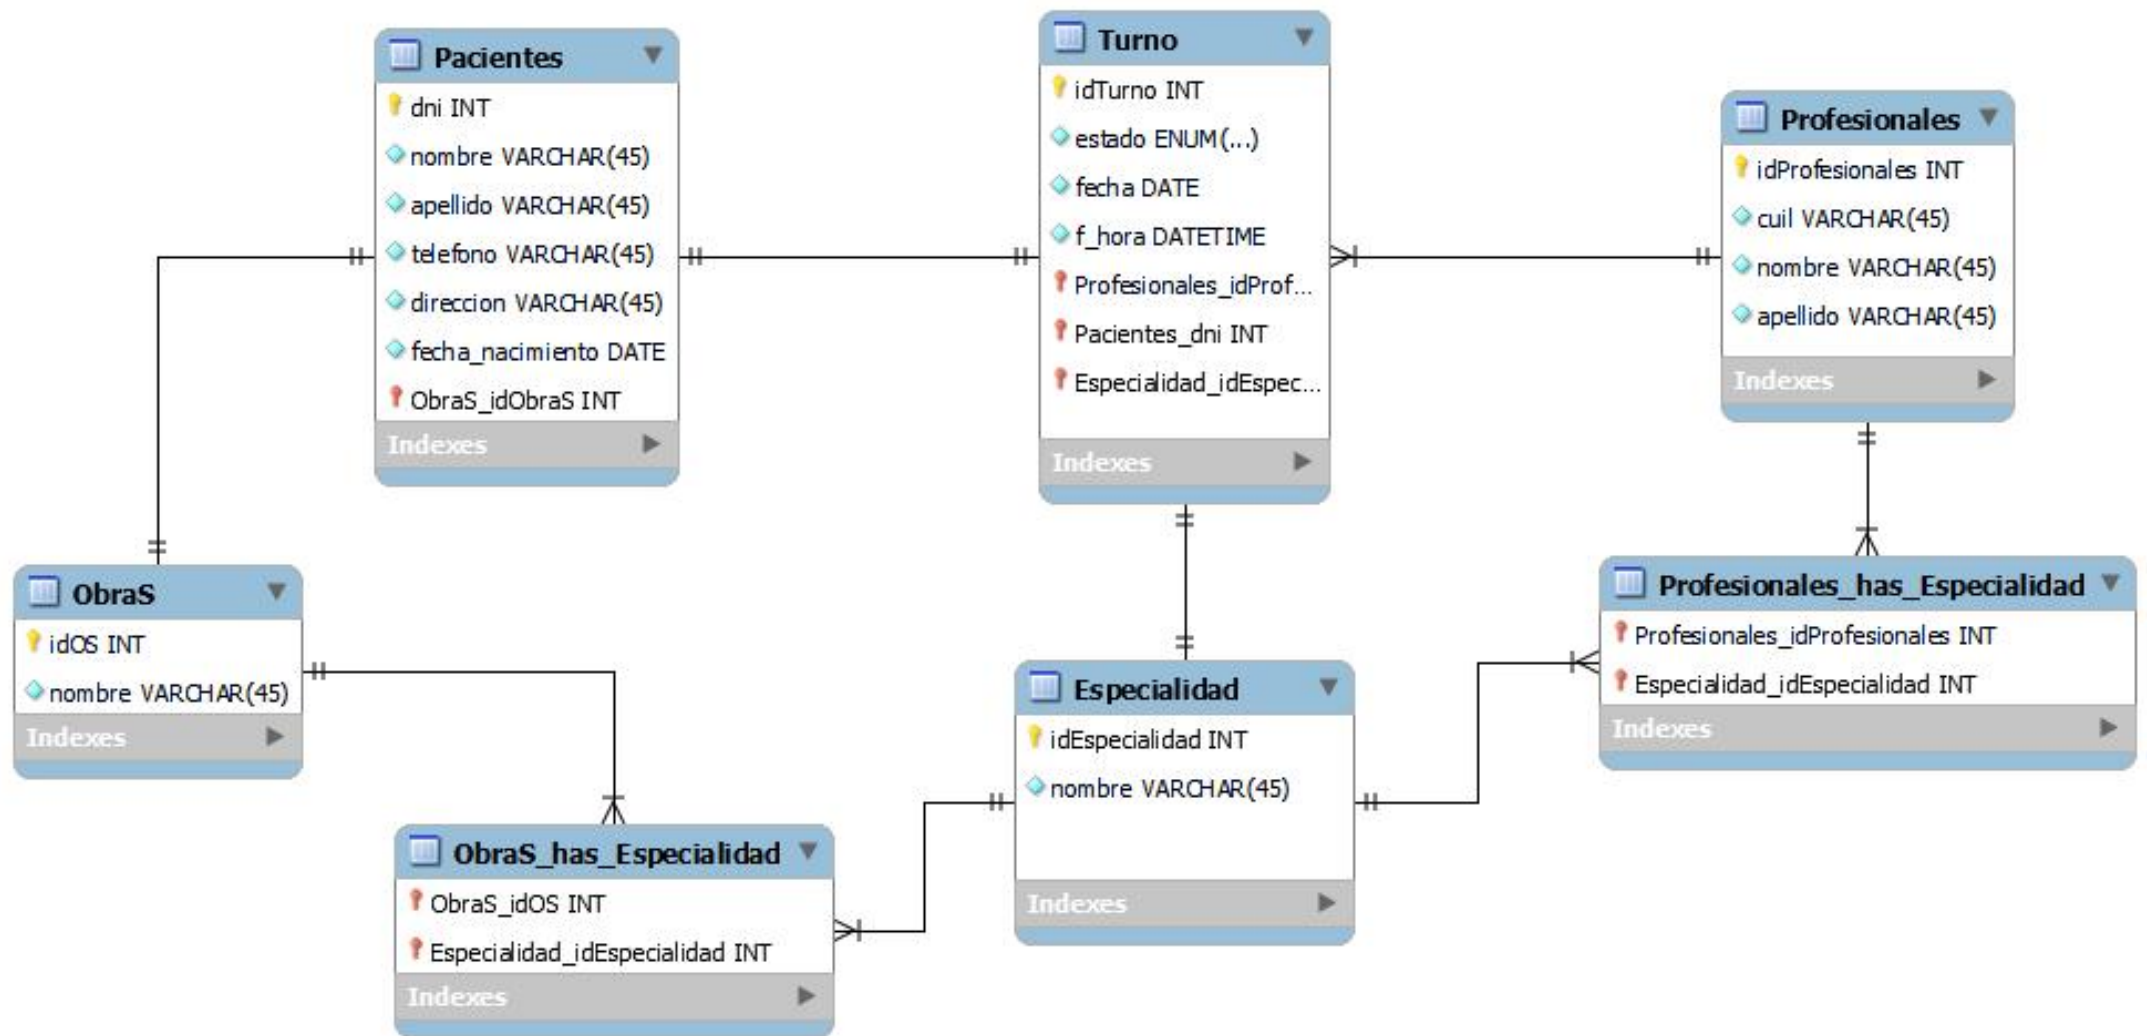 Pacientes
dni INT
nombre VARCHAR(45)
apellido VARCHAR(45)
telefono VARCHAR(45)
direccion VARCHAR(45)
fecha_nacimiento DATE
ObraS_idObraS INT
Indexes
Turno
idTurno INT
estado ENUM(...)
fecha DATE
f_hora DATETIME
Profesionales_idProf...
Pacientes_dni INT
Especialidad_idEspec...
Indexes
Profesionales
idProfesionales INT
cuil VARCHAR(45)
nombre VARCHAR(45)
apellido VARCHAR(45)
Indexes
ObraS
idOS INT
nombre VARCHAR(45)
Indexes
ObraS_has_Especialidad
ObraS_idOS INT
Especialidad_idEspecialidad INT
Indexes
Especialidad
idEspecialidad INT
nombre VARCHAR(45)
Indexes
Profesionales_has_Especialidad
Profesionales_idProfesionales INT
Especialidad_idEspecialidad INT
Indexes